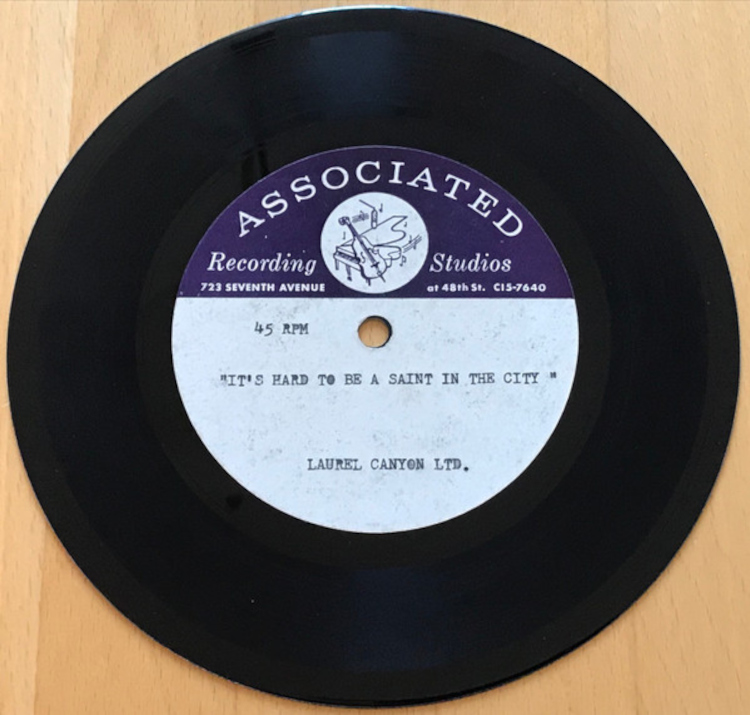 ASSOCIATED
Recording Studios
723 SEVENTH AVENUE at 48th St. CI5-7640
45 RPM
"IT'S HARD TO BE A SAINT IN THE CITY "
LAUREL CANYON LTD.